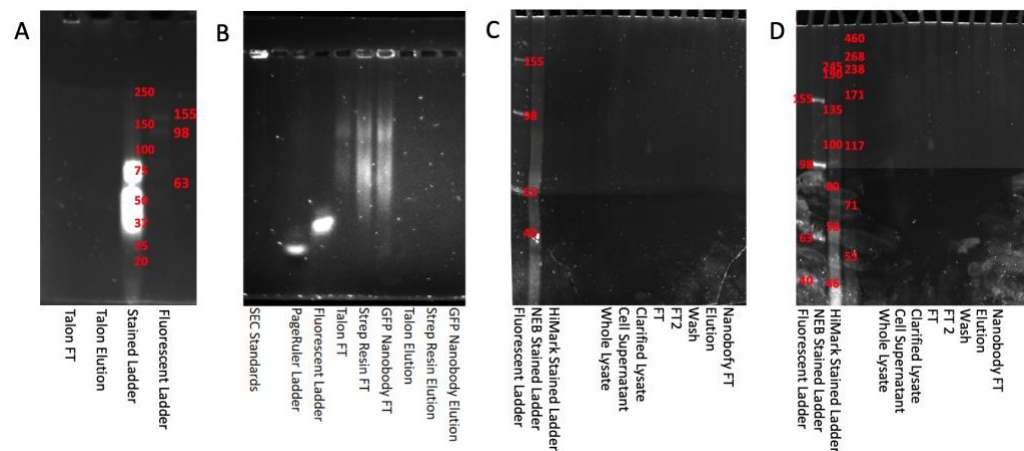 A
B
C
D
250
150
100
75
50
37
25
20
155
98
63
155
98
63
40
155
98
63
40
245
190
135
100
80
58
46
460
268
238
171
117
71
55
Talon FT
Talon Elution
Stained Ladder
Fluorescent Ladder
SEC Standards
PageRuler Ladder
Fluorescent Ladder
Talon FT
Strep Resin FT
GFP Nanobody FT
Talon Elution
Strep Resin Elution
GFP Nanobody Elution
Fluorescent Ladder
NEB Stained Ladder
HiMark Stained Ladder
Whole Lysate
Cell Supernatant
Clarified Lysate
FT
FT2
Wash
Elution
Nanobofy FT
Fluorescent Ladder
NEB Stained Ladder
HiMark Stained Ladder
Whole Lysate
Cell Supernatant
Clarified Lysate
FT
FT 2
Wash
Elution
Nanobody FT